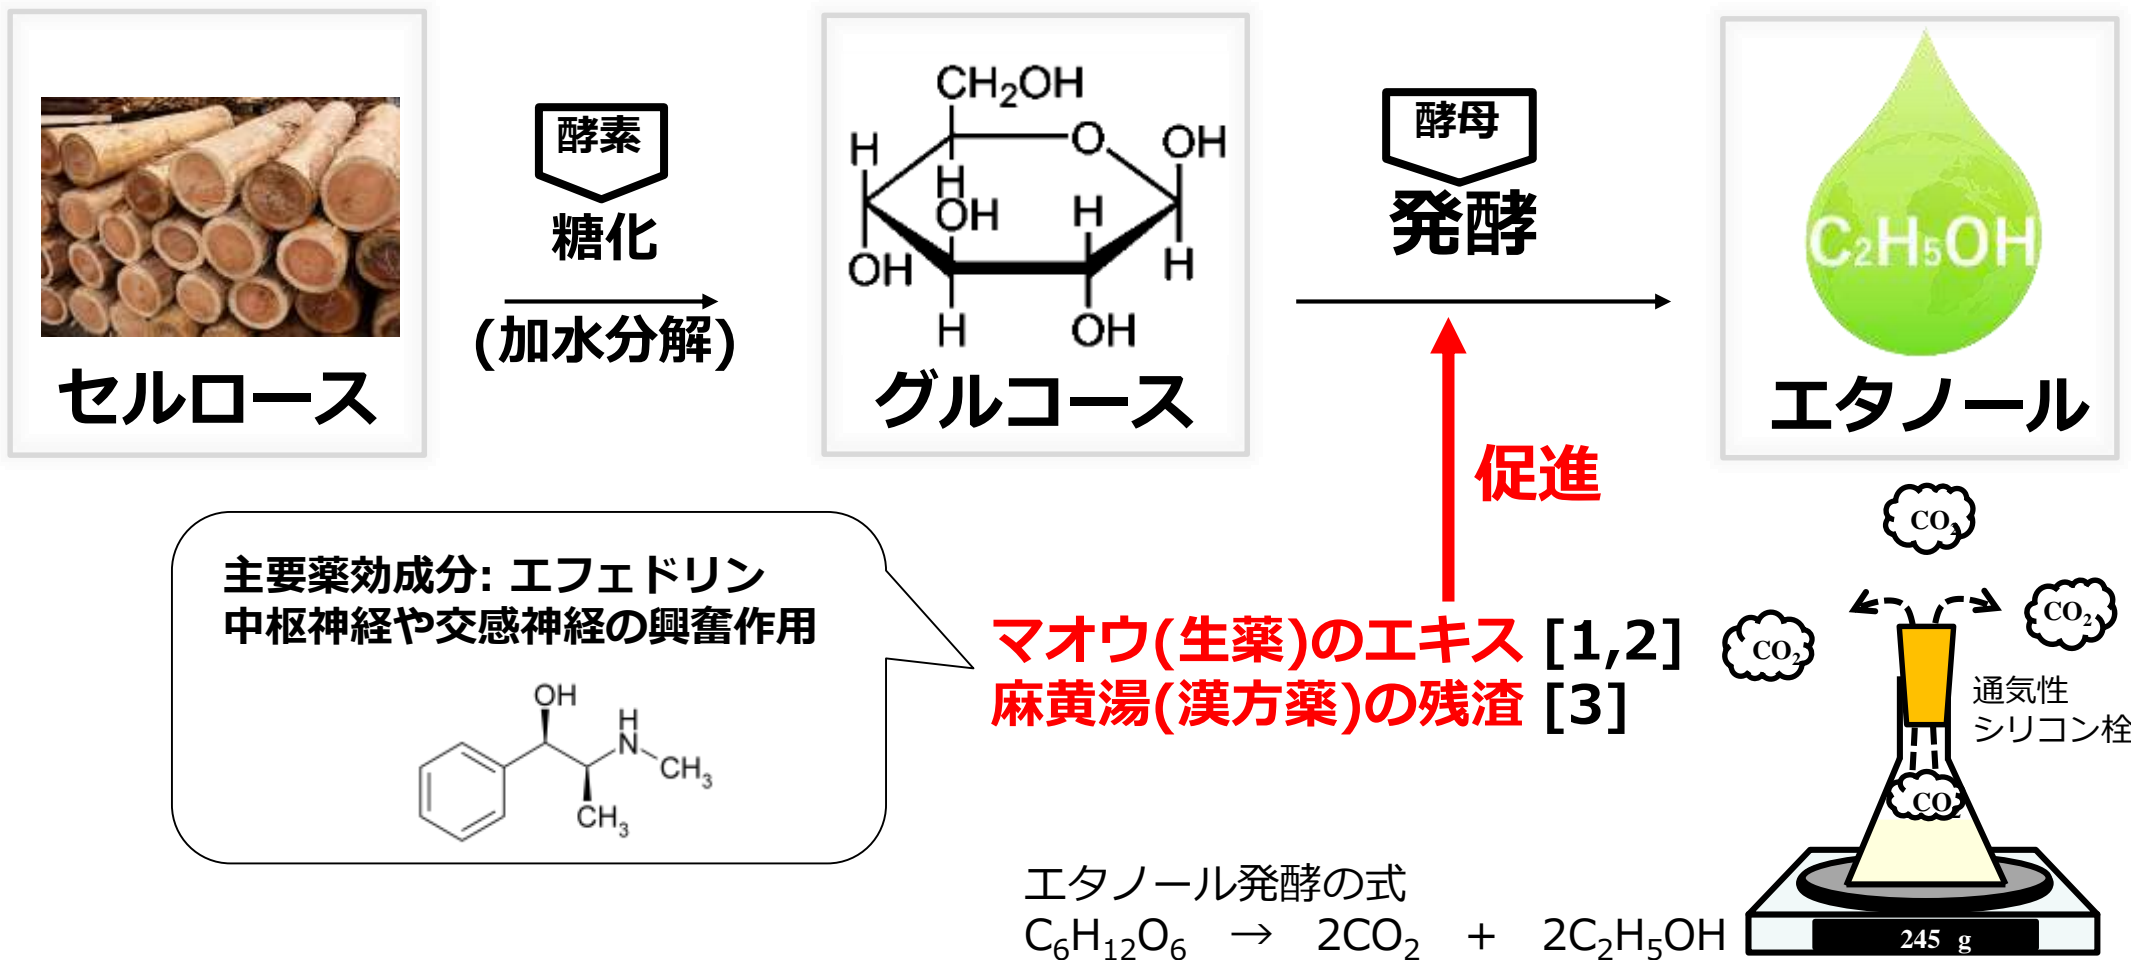 セルロース
酵素
糖化
(加水分解)
CH₂OH
H
O
OH
H
OH
H
OH
H
H
OH
グルコース
酵母
発酵
C₂H₅OH
エタノール
促進
主要薬効成分: エフェドリン
中枢神経や交感神経の興奮作用
OH
H
N
CH₃
CH₃
マオウ(生薬)のエキス [1,2]
麻黄湯(漢方薬)の残渣 [3]
CO₂
CO₂
CO₂
通気性
シリコン栓
CO₂
245 g
エタノール発酵の式
C₆H₁₂O₆ → 2CO₂ + 2C₂H₅OH